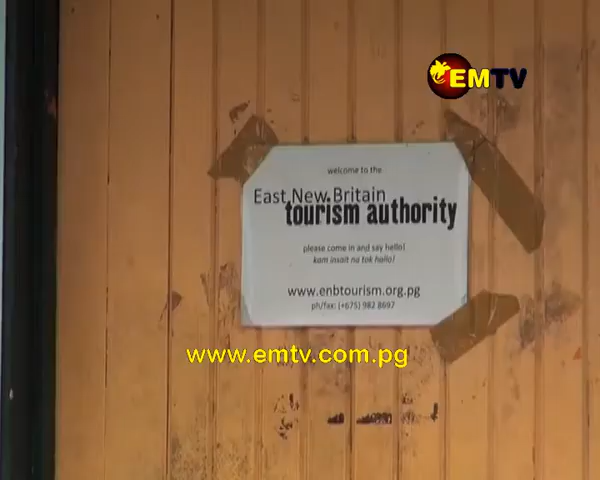 EMTV
welcome to the
East New Britain
tourism authority
please come in and say hello!
kam insait na tok hallo!
www.enbtourism.org.pg
ph/fax: (+675) 982 8697
www.emtv.com.pg